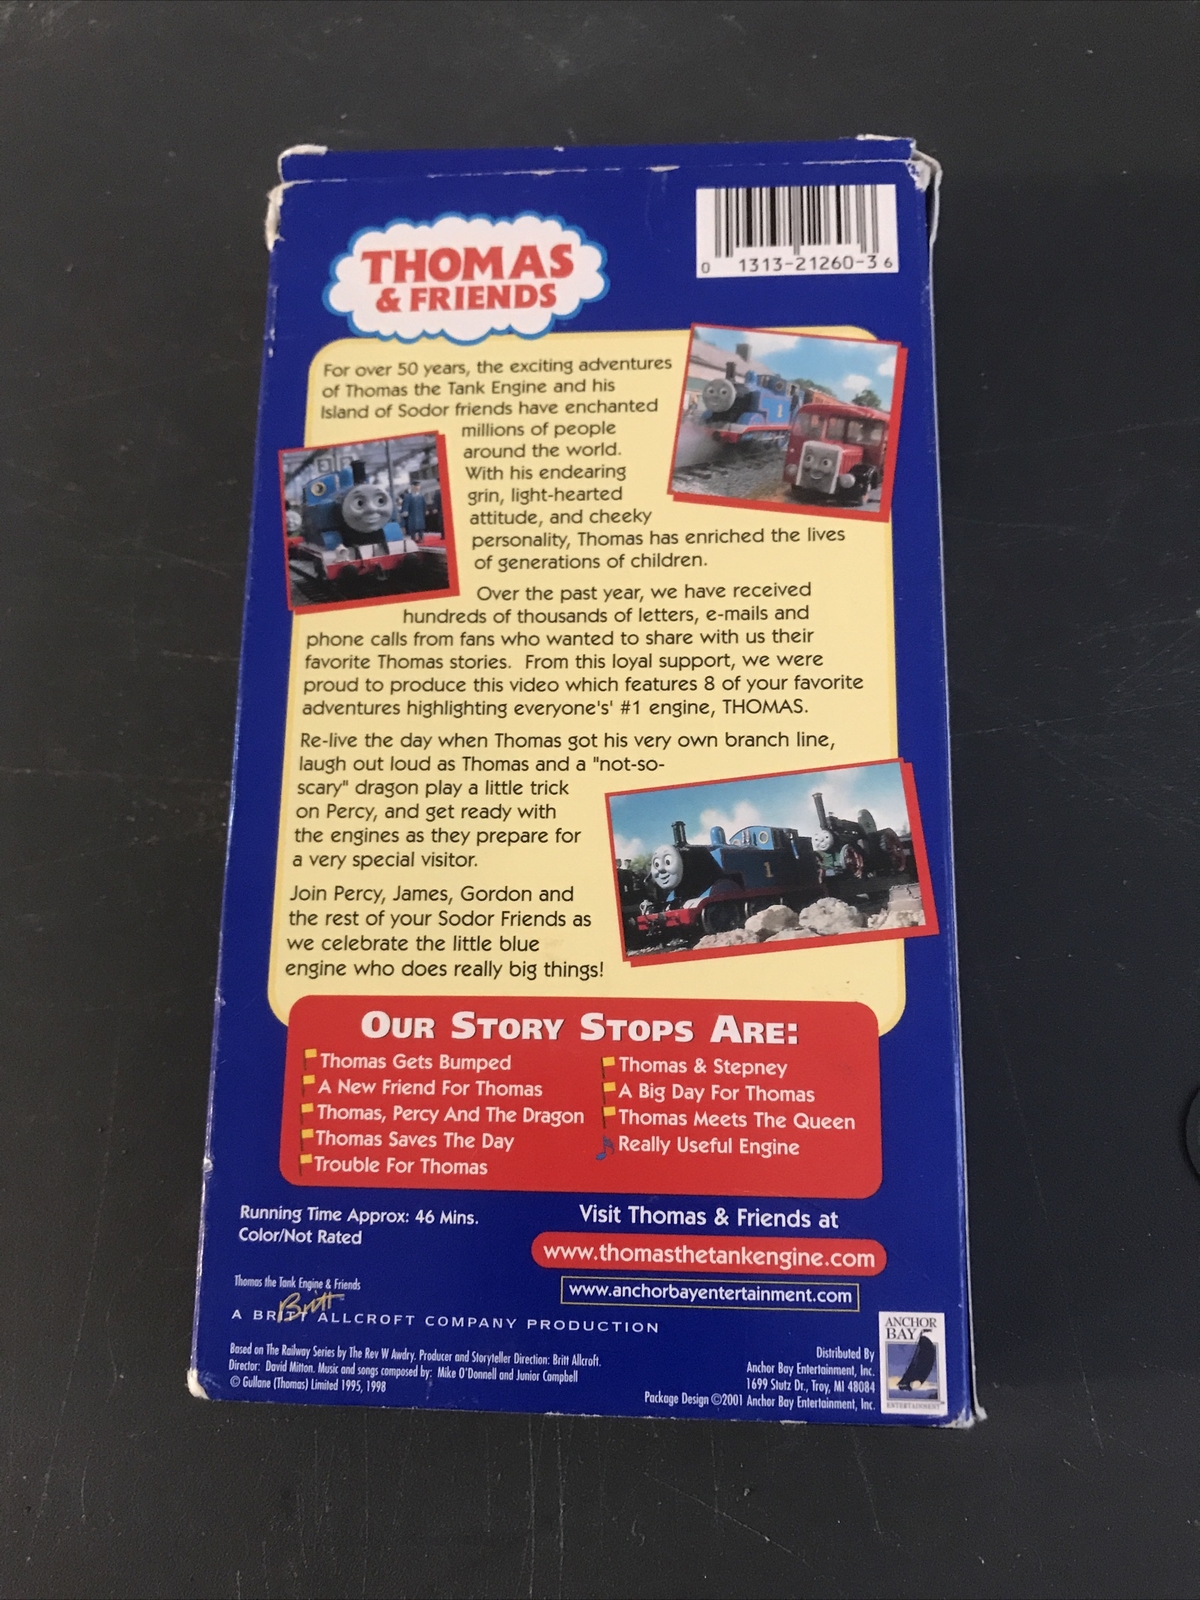 THOMAS
& FRIENDS
0 1313-21260-3 6
For over 50 years, the exciting adventures
of Thomas the Tank Engine and his
Island of Sodor friends have enchanted
millions of people
around the world.
With his endearing
grin, light-hearted
attitude, and cheeky
personality, Thomas has enriched the lives
of generations of children.
Over the past year, we have received
hundreds of thousands of letters, e-mails and
phone calls from fans who wanted to share with us their
favorite Thomas stories. From this loyal support, we were
proud to produce this video which features 8 of your favorite
adventures highlighting everyone's' #1 engine, THOMAS.
Re-live the day when Thomas got his very own branch line,
laugh out loud as Thomas and a "not-so-
scary" dragon play a little trick
on Percy, and get ready with
the engines as they prepare for
a very special visitor.
Join Percy, James, Gordon and
the rest of your Sodor Friends as
we celebrate the little blue
engine who does really big things!
1
1
OUR STORY STOPS ARE:
Thomas Gets Bumped
A New Friend For Thomas
Thomas, Percy And The Dragon
Thomas Saves The Day
Trouble For Thomas
Thomas & Stepney
A Big Day For Thomas
Thomas Meets The Queen
Really Useful Engine
Running Time Approx: 46 Mins.
Color/Not Rated
Visit Thomas & Friends at
www.thomasthetankengine.com
www.anchorbayentertainment.com
Thomas the Tank Engine & Friends
Britt
A BRITT ALLCROFT COMPANY PRODUCTION
Based on The Railway Series by The Rev W Awdry. Producer and Storyteller Direction: Britt Allcroft.
Director: David Mitton. Music and songs composed by: Mike O'Donnell and Junior Campbell
© Gullane (Thomas) Limited 1995, 1998
Distributed By
Anchor Bay Entertainment, Inc.
1699 Stutz Dr., Troy, MI 48084
Package Design ©2001 Anchor Bay Entertainment, Inc.
ANCHOR
BAY
ENTERTAINMENT